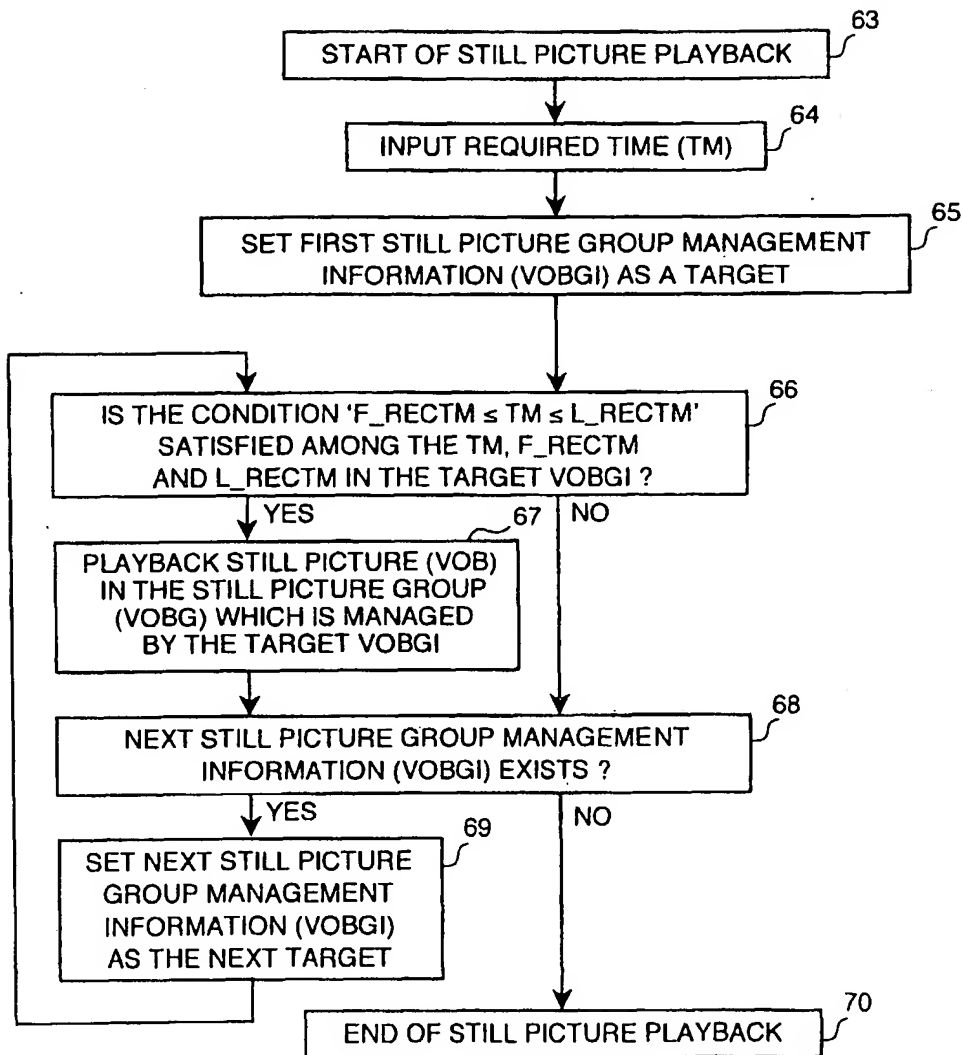 63
START OF STILL PICTURE PLAYBACK
64
INPUT REQUIRED TIME (TM)
65
SET FIRST STILL PICTURE GROUP MANAGEMENT
INFORMATION (VOBGI) AS A TARGET
66
IS THE CONDITION 'F_RECTM ≤ TM ≤ L_RECTM'
SATISFIED AMONG THE TM, F_RECTM
AND L_RECTM IN THE TARGET VOBGI ?
YES
67
NO
PLAYBACK STILL PICTURE (VOB)
IN THE STILL PICTURE GROUP
(VOBG) WHICH IS MANAGED
BY THE TARGET VOBGI
68
NEXT STILL PICTURE GROUP MANAGEMENT
INFORMATION (VOBGI) EXISTS ?
YES
NO
69
SET NEXT STILL PICTURE
GROUP MANAGEMENT
INFORMATION (VOBGI)
AS THE NEXT TARGET
70
END OF STILL PICTURE PLAYBACK